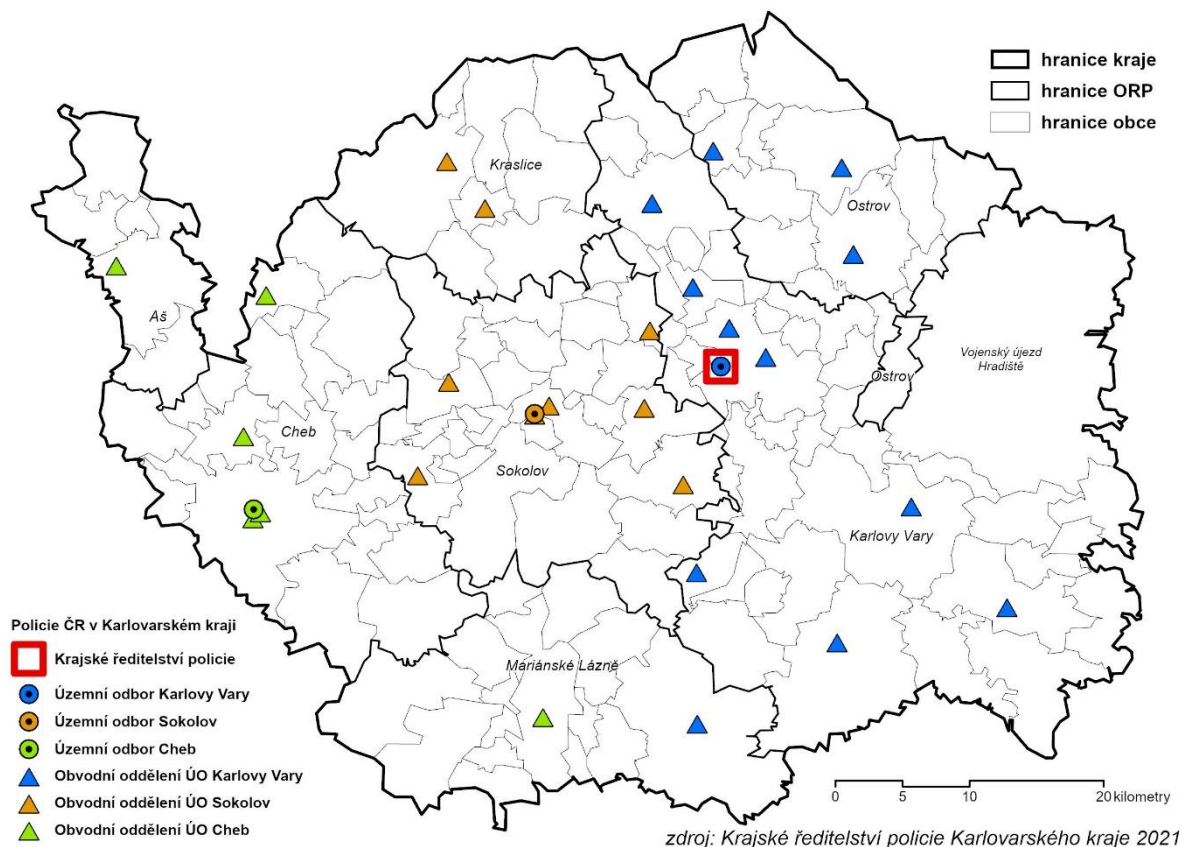 hranice kraje
hranice ORP
hranice obce
Kraslice
Ostrov
Aš
Vojenský újezd
Hradiště
Ostrov
Cheb
Sokolov
Karlovy Vary
Mariánské Lázně
Policie ČR v Karlovarském kraji
Krajské ředitelství policie
Územní odbor Karlovy Vary
Územní odbor Sokolov
Územní odbor Cheb
Obvodní oddělení ÚO Karlovy Vary
Obvodní oddělení ÚO Sokolov
Obvodní oddělení ÚO Cheb
0 5 10 20 kilometry
zdroj: Krajské ředitelství policie Karlovarského kraje 2021